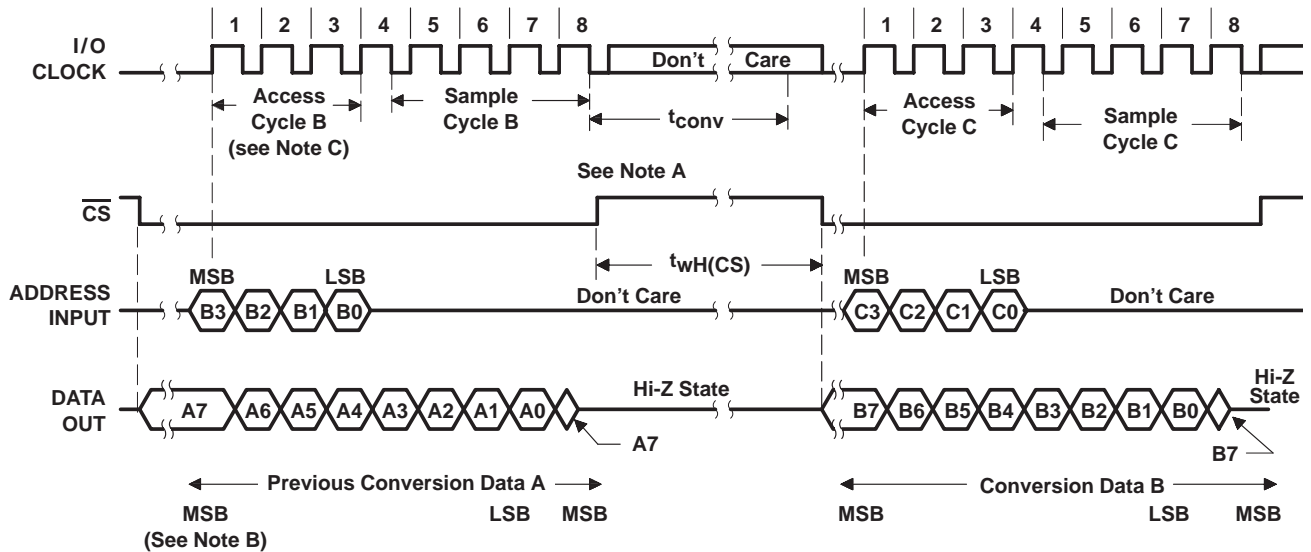 1 2 3 4 5 6 7 8 1 2 3 4 5 6 7 8
I/O
CLOCK
Don't Care
Access
Cycle B
(see Note C)
Sample
Cycle B
tconv
Access
Cycle C
Sample
Cycle C
See Note A
CS
twH(CS)
MSB LSB MSB LSB
ADDRESS
INPUT
B3 B2 B1 B0 Don't Care C3 C2 C1 C0 Don't Care
DATA
OUT
A7 A6 A5 A4 A3 A2 A1 A0 Hi-Z State B7 B6 B5 B4 B3 B2 B1 B0 Hi-Z
State
A7 B7
Previous Conversion Data A Conversion Data B
MSB LSB MSB MSB LSB MSB
(See Note B)